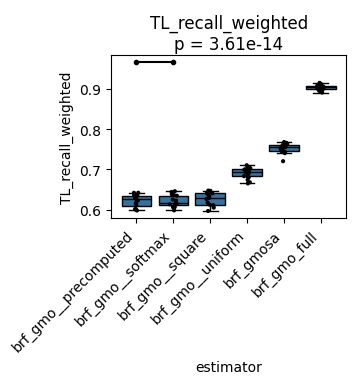 TL_recall_weighted
p = 3.61e-14
TL_recall_weighted
0.9
0.8
0.7
0.6
brf_gmo__precomputed
brf_gmo__softmax
brf_gmo__square
brf_gmo__uniform
brf_gmosa
brf_gmo_full
estimator